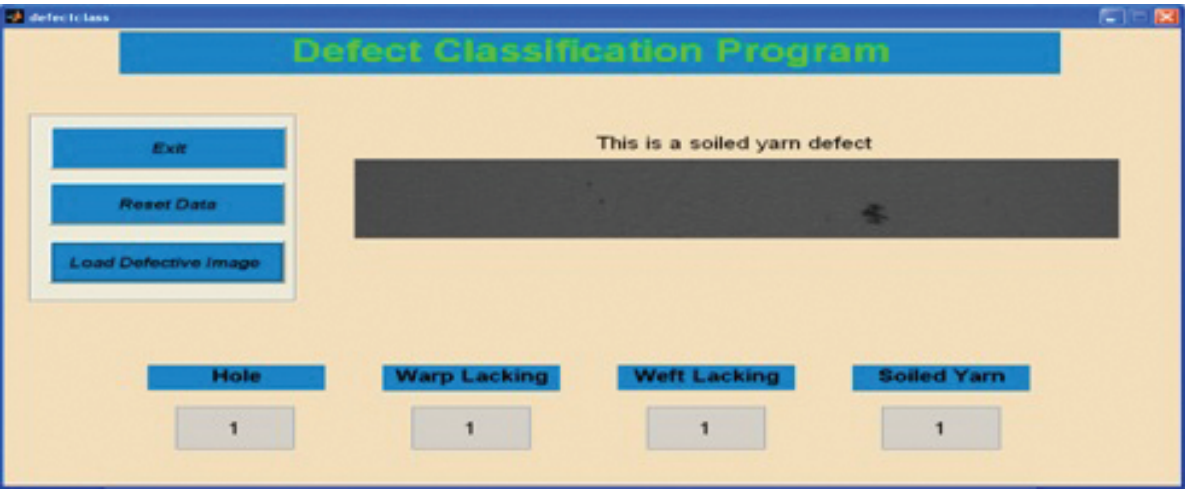 defectclass
Defect Classification Program
Exit
This is a soiled yarn defect
Reset Data
Load Defective Image
Hole
Warp Lacking
Weft Lacking
Soiled Yarn
1
1
1
1